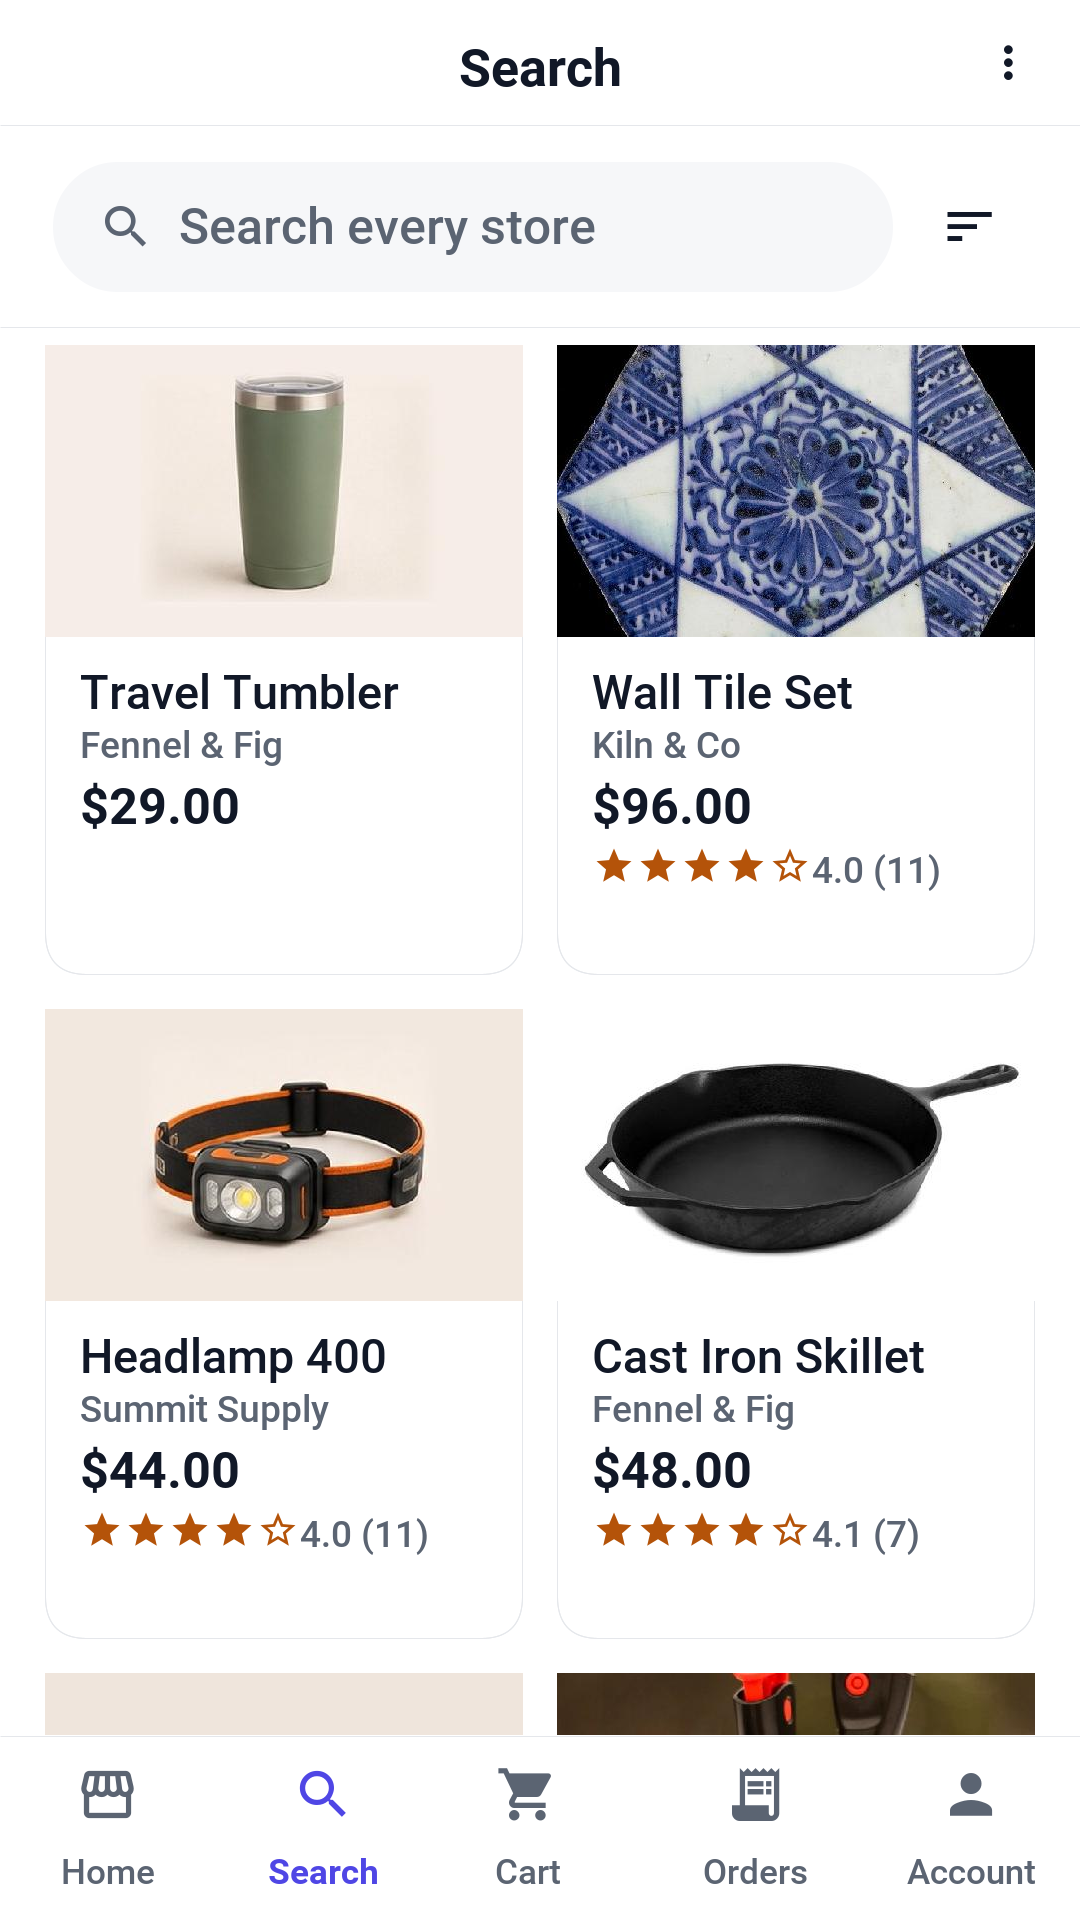 Search
Search every store
Travel Tumbler
Fennel & Fig
$29.00
Wall Tile Set
Kiln & Co
$96.00
4.0 (11)
Headlamp 400
Summit Supply
$44.00
4.0 (11)
Cast Iron Skillet
Fennel & Fig
$48.00
4.1 (7)
Home
Search
Cart
Orders
Account